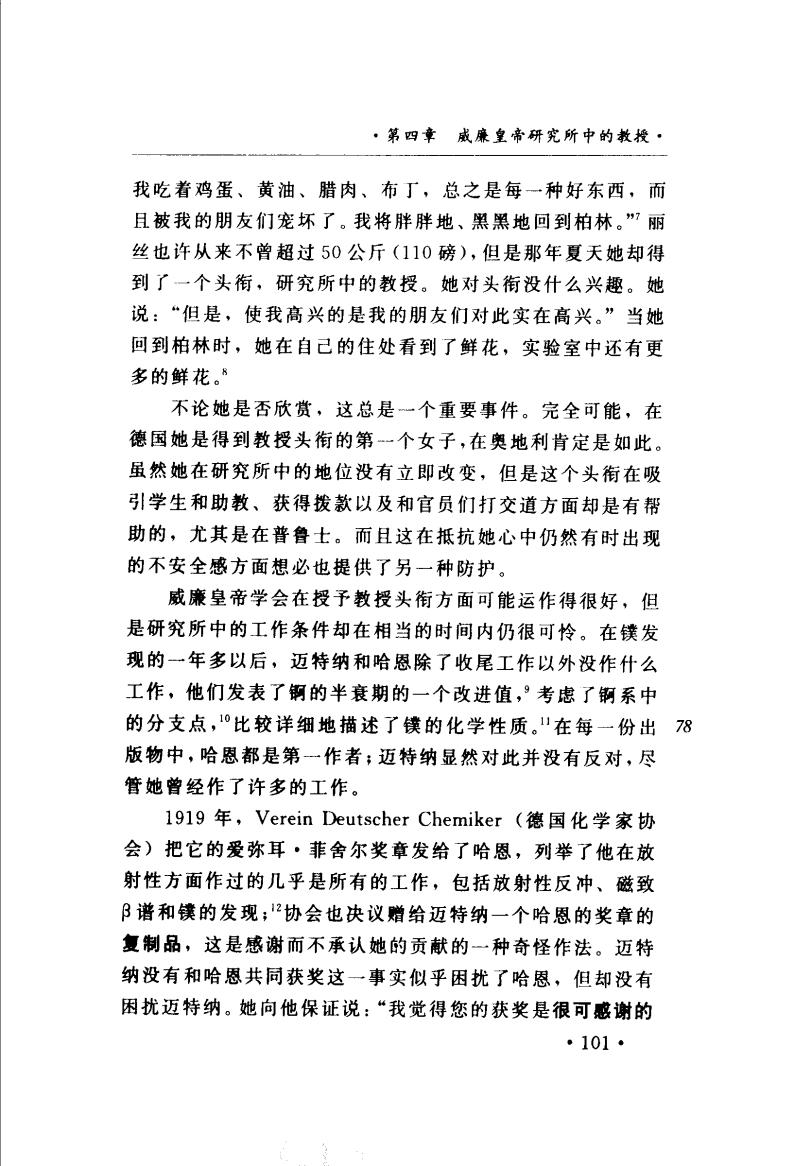 ·第四章　威廉皇帝研究所中的教授·
我吃着鸡蛋、黄油、腊肉、布丁，总之是每一种好东西，而
且被我的朋友们宠坏了。我将胖胖地、黑黑地回到柏林。”⁷丽
丝也许从来不曾超过50公斤（110磅），但是那年夏天她却得
到了一个头衔，研究所中的教授。她对头衔没什么兴趣。她
说：“但是，使我高兴的是我的朋友们对此实在高兴。”当她
回到柏林时，她在自己的住处看到了鲜花，实验室中还有更
多的鲜花。⁸
不论她是否欣赏，这总是一个重要事件。完全可能，在
德国她是得到教授头衔的第一个女子，在奥地利肯定是如此。
虽然她在研究所中的地位没有立即改变，但是这个头衔在吸
引学生和助教、获得拨款以及和官员们打交道方面却是有帮
助的，尤其是在普鲁士。而且这在抵抗她心中仍然有时出现
的不安全感方面想必也提供了另一种防护。
威廉皇帝学会在授予教授头衔方面可能运作得很好，但
是研究所中的工作条件却在相当的时间内仍很可怜。在镤发
现的一年多以后，迈特纳和哈恩除了收尾工作以外没作什么
工作，他们发表了锕的半衰期的一个改进值，⁹考虑了锕系中
的分支点，¹⁰比较详细地描述了镤的化学性质。¹¹在每一份出
78
版物中，哈恩都是第一作者；迈特纳显然对此并没有反对，尽
管她曾经作了许多的工作。
1919年，Verein Deutscher Chemiker（德国化学家协
会）把它的爱弥耳·菲舍尔奖章发给了哈恩，列举了他在放
射性方面作过的几乎是所有的工作，包括放射性反冲、磁致
β谱和镤的发现；¹²协会也决议赠给迈特纳一个哈恩的奖章的
复制品，这是感谢而不承认她的贡献的一种奇怪作法。迈特
纳没有和哈恩共同获奖这一事实似乎困扰了哈恩，但却没有
困扰迈特纳。她向他保证说：“我觉得您的获奖是很可感谢的
·101·